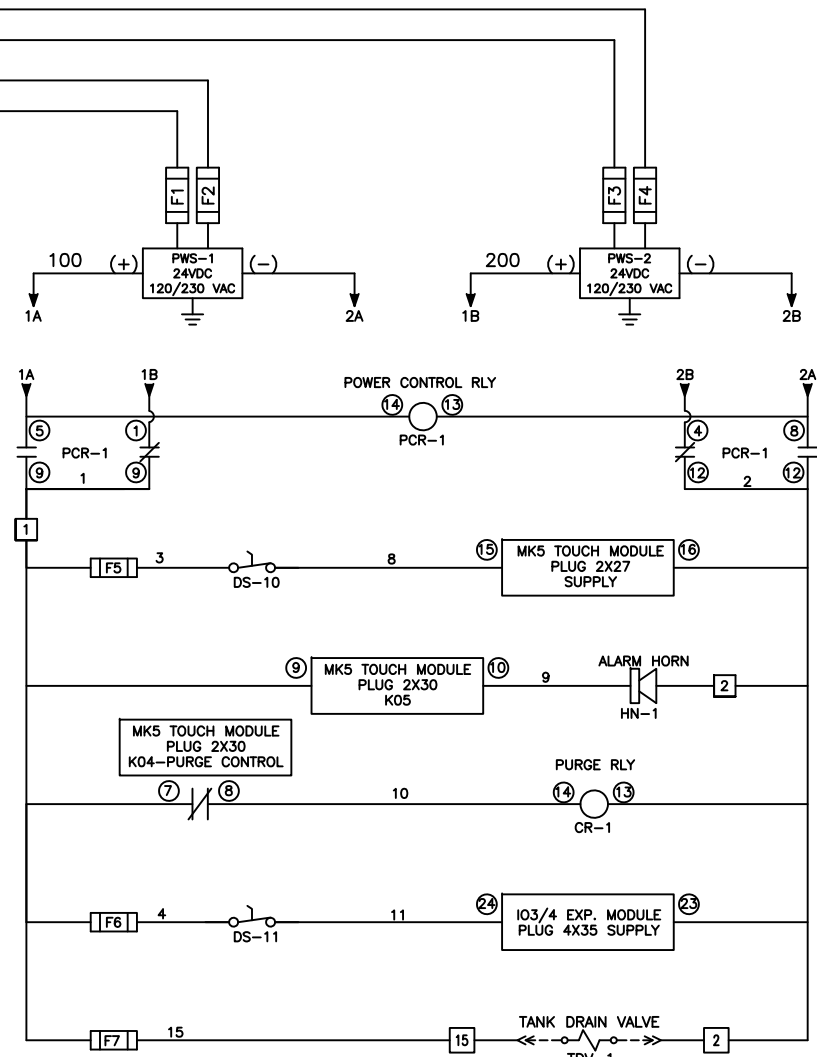 F1 F2 F3 F4
100 (+) PWS-1 (-) 200 (+) PWS-2 (-)
24VDC 24VDC
120/230 VAC 120/230 VAC
1A 2A 1B 2B
1A 1B POWER CONTROL RLY 2B 2A
14 13
5 1 PCR-1 4 8
PCR-1 PCR-1
9 1 9 12 2 12
1
F5 3 DS-10 8 15 MK5 TOUCH MODULE 16
PLUG 2X27
SUPPLY
9 MK5 TOUCH MODULE 10 9 ALARM HORN 2
PLUG 2X30
K05 HN-1
MK5 TOUCH MODULE
PLUG 2X30
K04-PURGE CONTROL
PURGE RLY
7 8 10 14 13
CR-1
F6 4 DS-11 11 24 IO3/4 EXP. MODULE 23
PLUG 4X35 SUPPLY
TANK DRAIN VALVE
F7 15 15 2